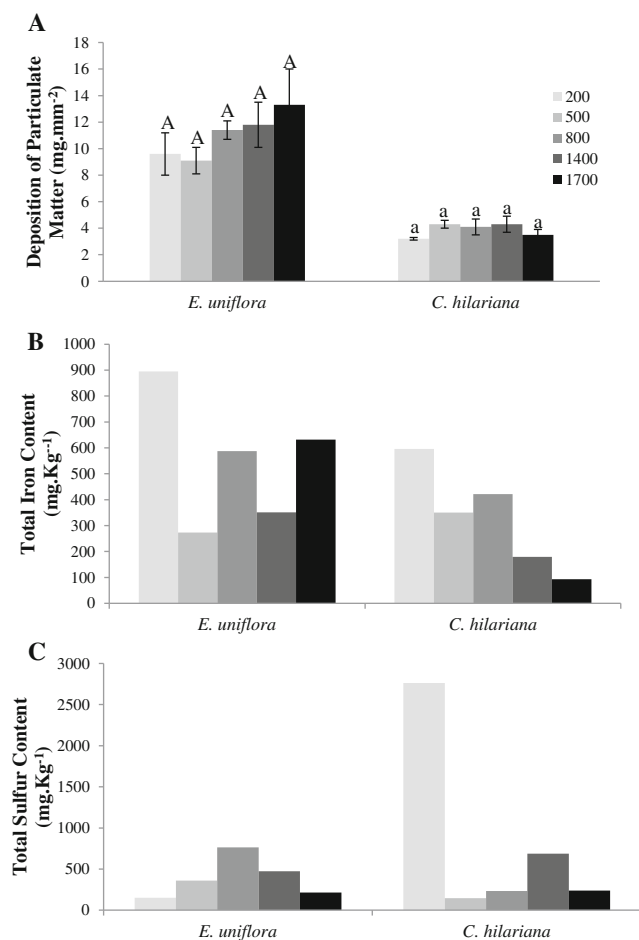 A
Deposition of Particulate
Matter (mg.mm-2)
18
16
14
12
10
8
6
4
2
0
A
A
A
A
A
a
a
a
a
a
200
500
800
1400
1700
E. uniflora
C. hilariana
B
Total Iron Content
(mg.Kg-1)
1000
900
800
700
600
500
400
300
200
100
0
E. uniflora
C. hilariana
C
Total Sulfur Content
(mg.Kg-1)
3000
2500
2000
1500
1000
500
0
E. uniflora
C. hilariana